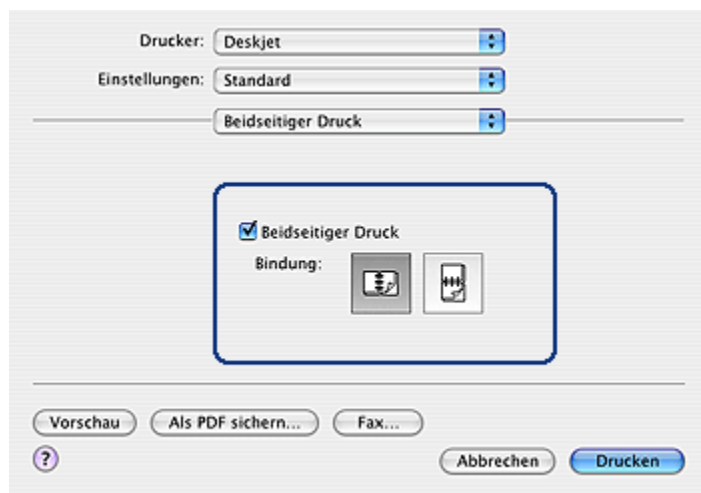 Drucker: Deskjet
Einstellungen: Standard
Beidseitiger Druck
Beidseitiger Druck
Bindung:
Vorschau Als PDF sichern... Fax...
? Abbrechen Drucken